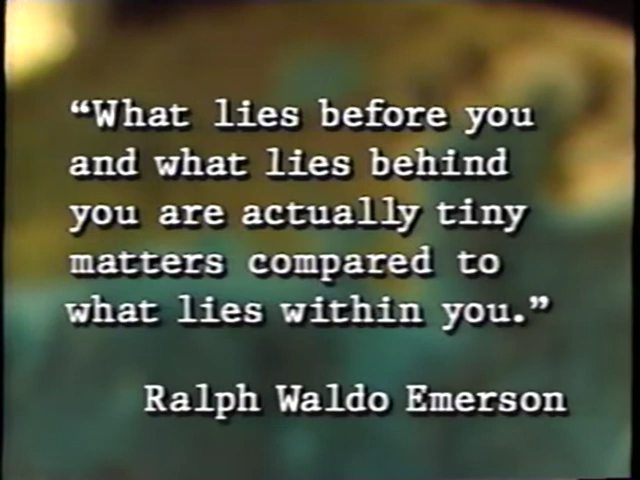 “What lies before you
and what lies behind
you are actually tiny
matters compared to
what lies within you.”
Ralph Waldo Emerson